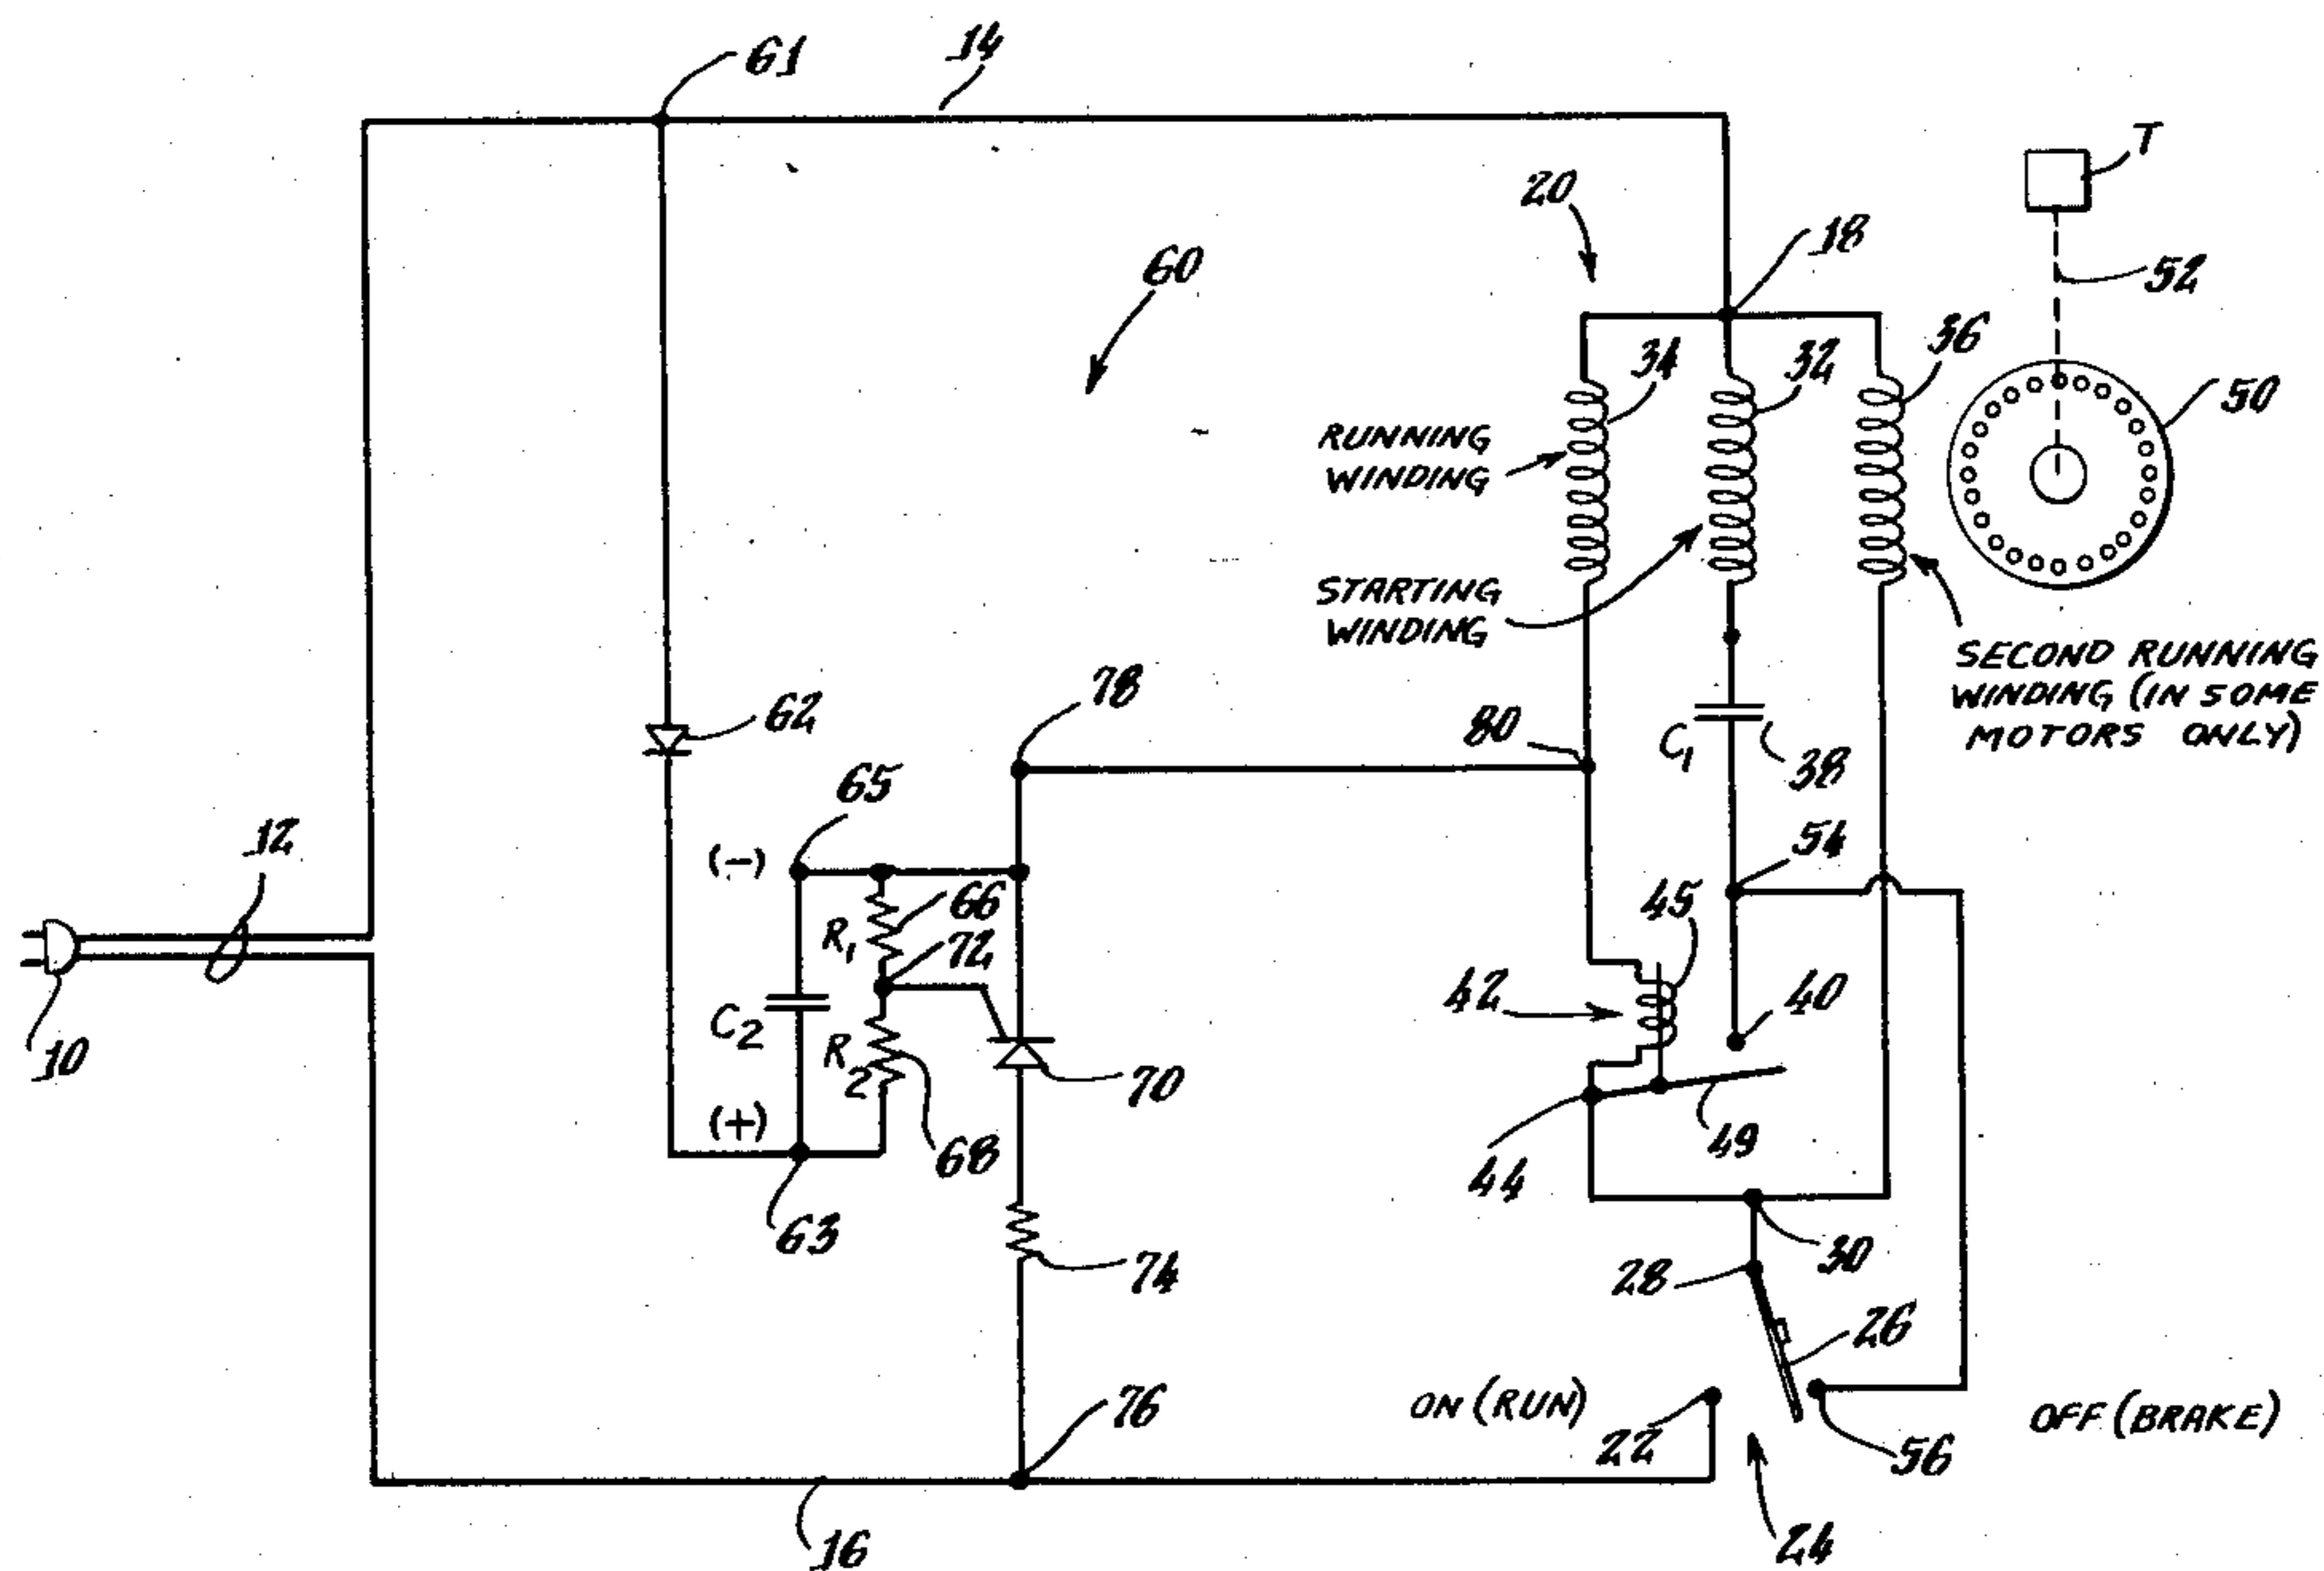 61
14
T
20
18
52
60
34
32
36
50
RUNNING
WINDING
STARTING
WINDING
SECOND RUNNING
WINDING (IN SOME
MOTORS ONLY)
62
78
80
C1
38
65
(-)
12
54
66
45
R1
72
42
40
C2
R2
10
70
(+)
49
68
44
63
30
74
28
26
76
ON (RUN)
22
OFF (BRAKE)
56
16
24